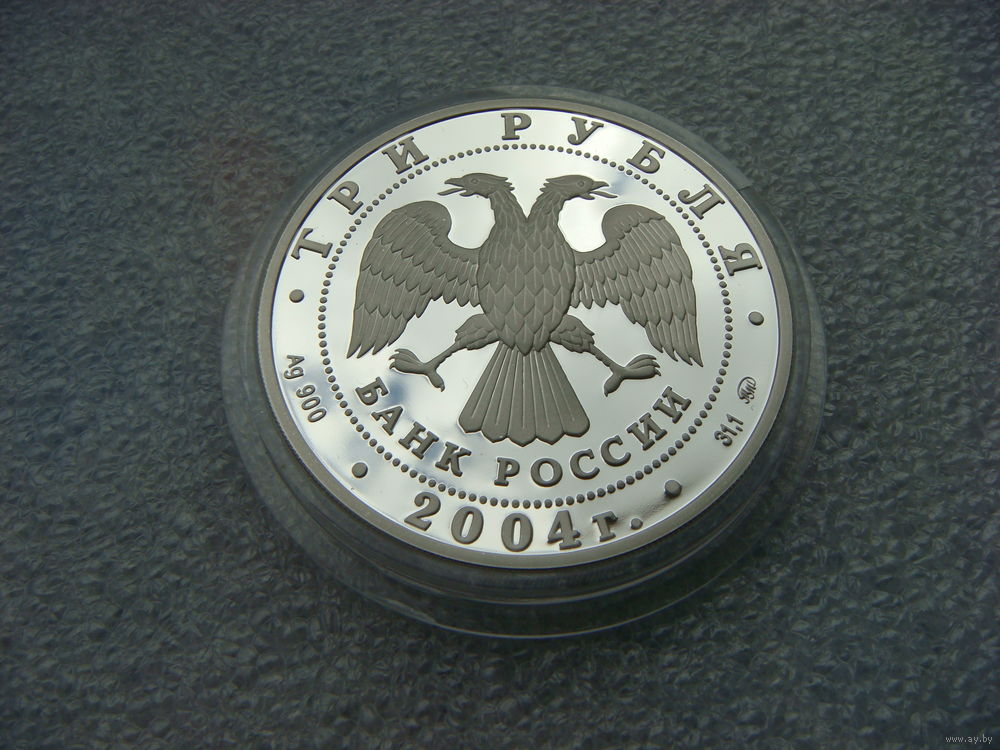 ТРИ РУБЛЯ
Ag 900
БАНК РОССИИ
31,1
2004г.
www.ay.by